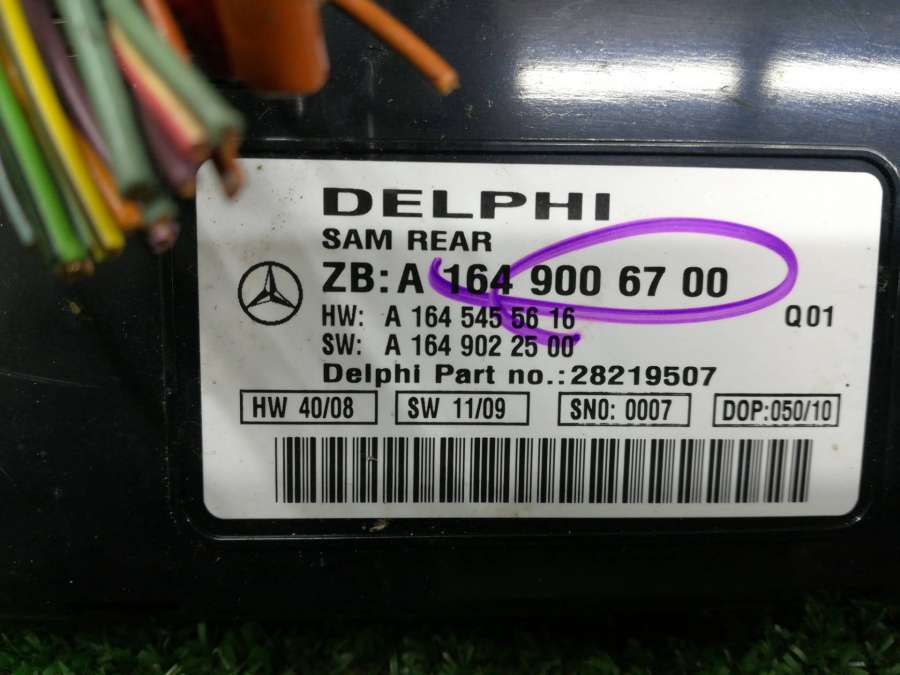 DELPHI
SAM REAR
ZB: A 164 900 67 00
HW: A 164 545 56 16
Q01
SW: A 164 902 25 00
Delphi Part no.:28219507
HW 40/08 SW 11/09 SNO: 0007 DOP:050/10